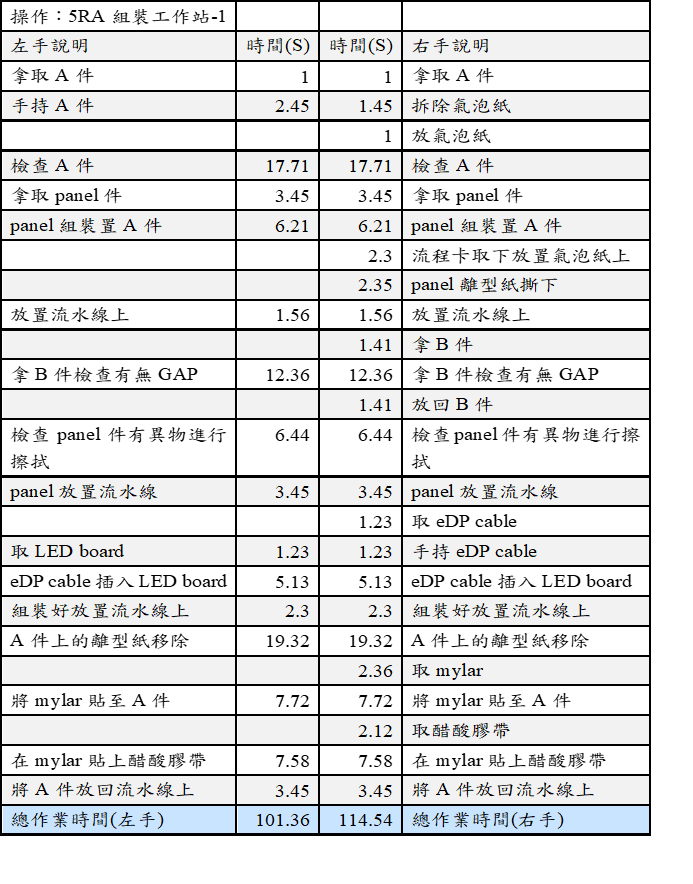 操作：5RA 組裝工作站-1
左手說明 時間(S) 時間(S) 右手說明
拿取 A 件 1 1 拿取 A 件
手持 A 件 2.45 1.45 拆除氣泡紙
1 放氣泡紙
檢查 A 件 17.71 17.71 檢查 A 件
拿取 panel 件 3.45 3.45 拿取 panel 件
panel 組裝置 A 件 6.21 6.21 panel 組裝置 A 件
2.3 流程卡取下放置氣泡紙上
2.35 panel 離型紙撕下
放置流水線上 1.56 1.56 放置流水線上
1.41 拿 B 件
拿 B 件檢查有無 GAP 12.36 12.36 拿 B 件檢查有無 GAP
1.41 放回 B 件
檢查 panel 件有異物進行 6.44 6.44 檢查 panel 件有異物進行擦
擦拭 拭
panel 放置流水線 3.45 3.45 panel 放置流水線
1.23 取 eDP cable
取 LED board 1.23 1.23 手持 eDP cable
eDP cable 插入 LED board 5.13 5.13 eDP cable 插入 LED board
組裝好放置流水線上 2.3 2.3 組裝好放置流水線上
A 件上的離型紙移除 19.32 19.32 A 件上的離型紙移除
2.36 取 mylar
將 mylar 貼至 A 件 7.72 7.72 將 mylar 貼至 A 件
2.12 取醋酸膠帶
在 mylar 貼上醋酸膠帶 7.58 7.58 在 mylar 貼上醋酸膠帶
將 A 件放回流水線上 3.45 3.45 將 A 件放回流水線上
總作業時間(左手) 101.36 114.54 總作業時間(右手)